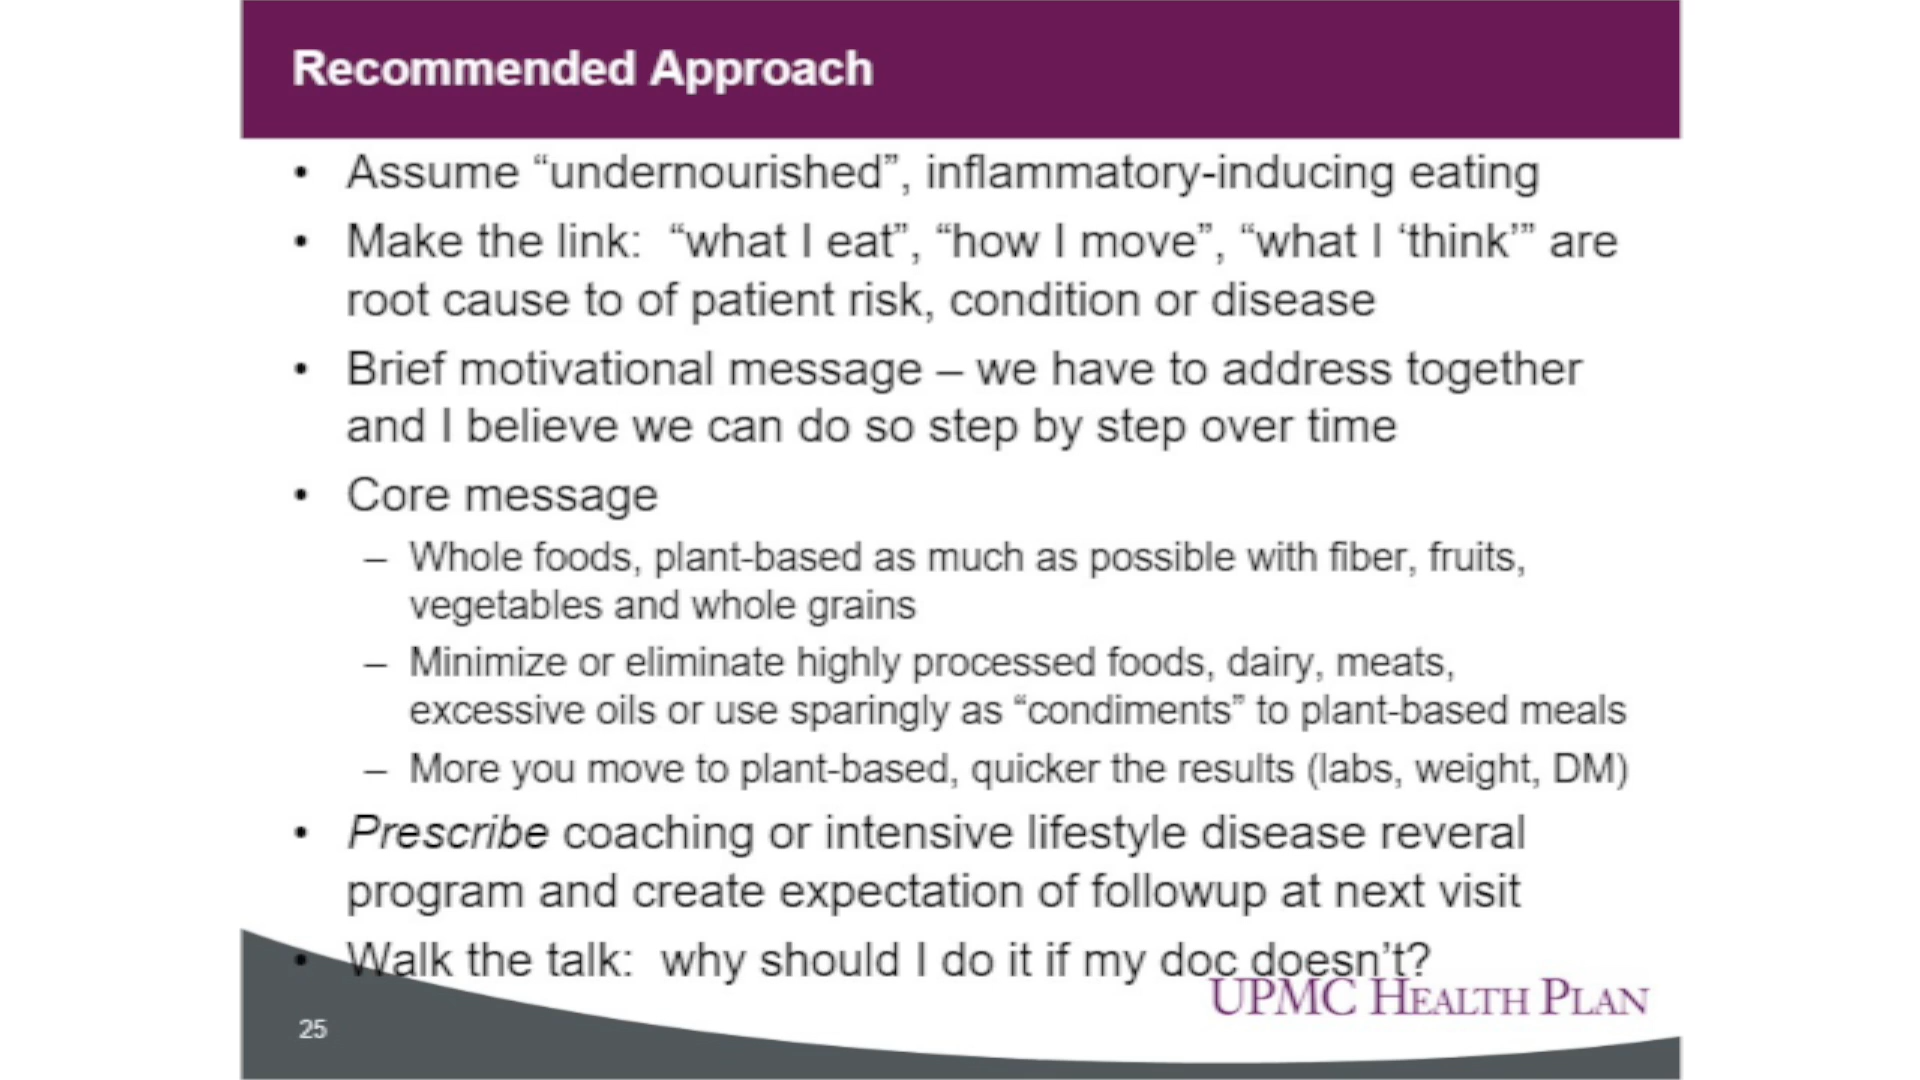 Recommended Approach
• Assume “undernourished”, inflammatory-inducing eating
• Make the link:  “what I eat”, “how I move”, “what I ‘think’” are
root cause to of patient risk, condition or disease
• Brief motivational message – we have to address together
and I believe we can do so step by step over time
• Core message
– Whole foods, plant-based as much as possible with fiber, fruits,
vegetables and whole grains
– Minimize or eliminate highly processed foods, dairy, meats,
excessive oils or use sparingly as “condiments” to plant-based meals
– More you move to plant-based, quicker the results (labs, weight, DM)
• Prescribe coaching or intensive lifestyle disease reveral
program and create expectation of followup at next visit
• Walk the talk:  why should I do it if my doc doesn’t?
UPMC HEALTH PLAN
25